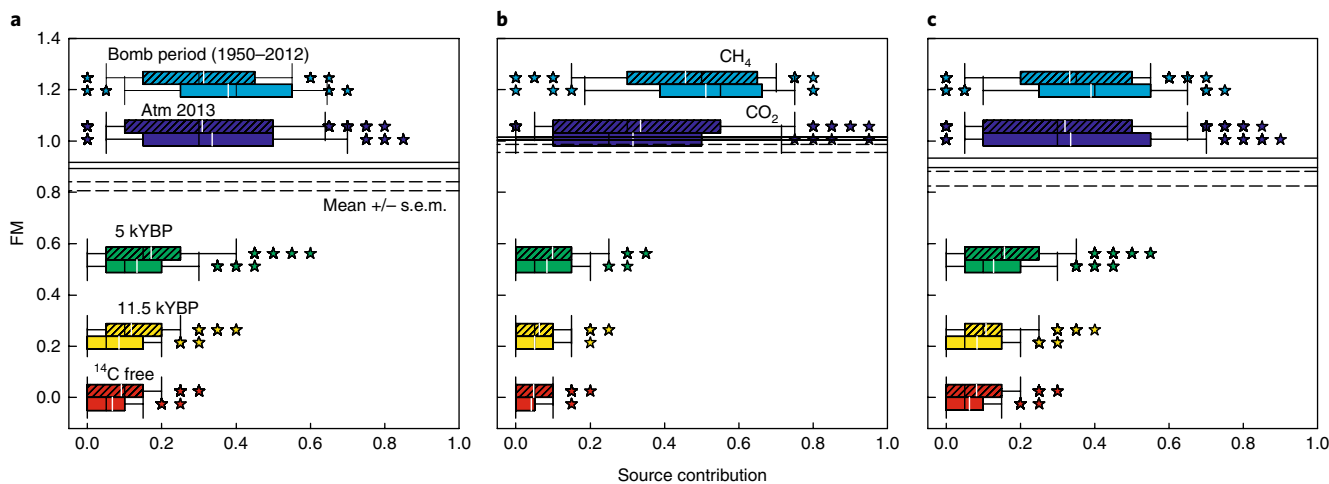 a
b
c
1.4
1.2
1.0
0.8
0.6
0.4
0.2
0.0
FM
Bomb period (1950–2012)
Atm 2013
Mean +/– s.e.m.
5 kYBP
11.5 kYBP
¹⁴C free
CH₄
CO₂
0.0 0.2 0.4 0.6 0.8 1.0
0.0 0.2 0.4 0.6 0.8 1.0
0.0 0.2 0.4 0.6 0.8 1.0
Source contribution